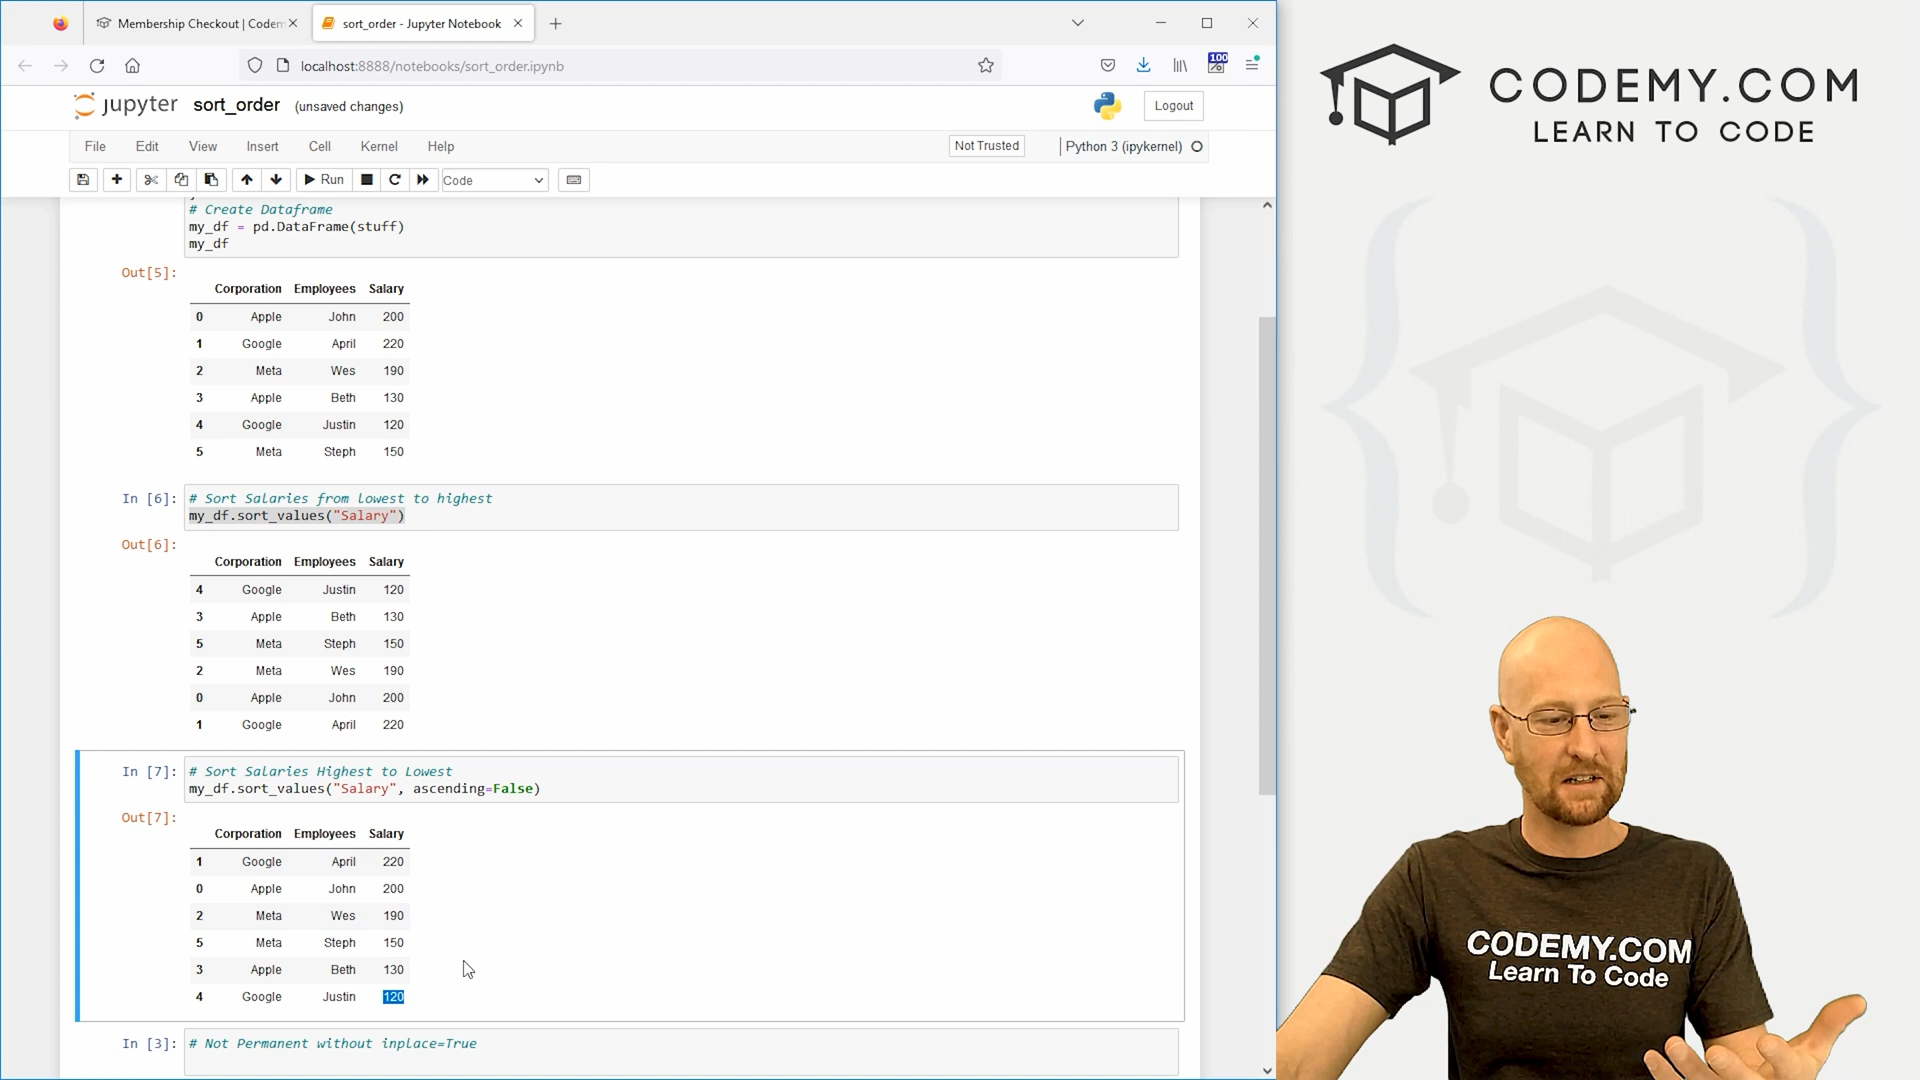 Membership Checkout | Codem
sort_order - Jupyter Notebook
localhost:8888/notebooks/sort_order.ipynb
100
%
jupyter sort_order (unsaved changes)
Logout
File Edit View Insert Cell Kernel Help
Not Trusted
Python 3 (ipykernel)
Run
Code
# Create Dataframe
my_df = pd.DataFrame(stuff)
my_df
Out[5]:
Corporation Employees Salary
0 Apple John 200
1 Google April 220
2 Meta Wes 190
3 Apple Beth 130
4 Google Justin 120
5 Meta Steph 150
In [6]: # Sort Salaries from lowest to highest
my_df.sort_values("Salary")
Out[6]:
Corporation Employees Salary
4 Google Justin 120
3 Apple Beth 130
5 Meta Steph 150
2 Meta Wes 190
0 Apple John 200
1 Google April 220
In [7]: # Sort Salaries Highest to Lowest
my_df.sort_values("Salary", ascending=False)
Out[7]:
Corporation Employees Salary
1 Google April 220
0 Apple John 200
2 Meta Wes 190
5 Meta Steph 150
3 Apple Beth 130
4 Google Justin 120
In [3]: # Not Permanent without inplace=True
CODEMY.COM
LEARN TO CODE
CODEMY.COM
Learn To Code